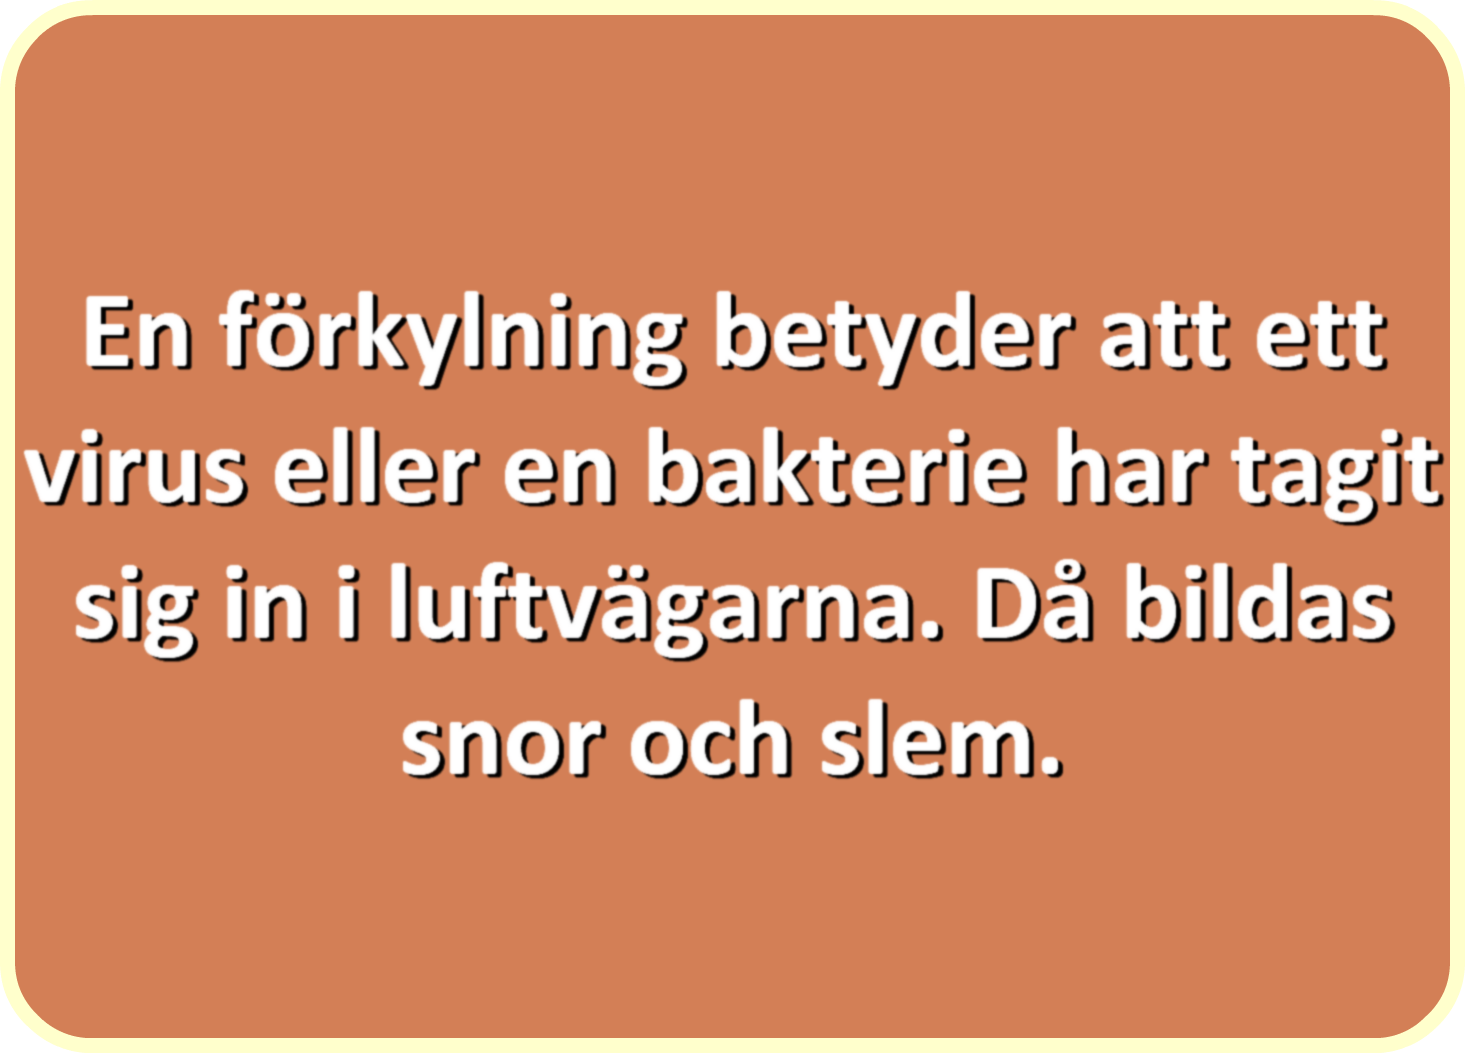 En förkylning betyder att ett
virus eller en bakterie har tagit
sig in i luftvägarna. Då bildas
snor och slem.